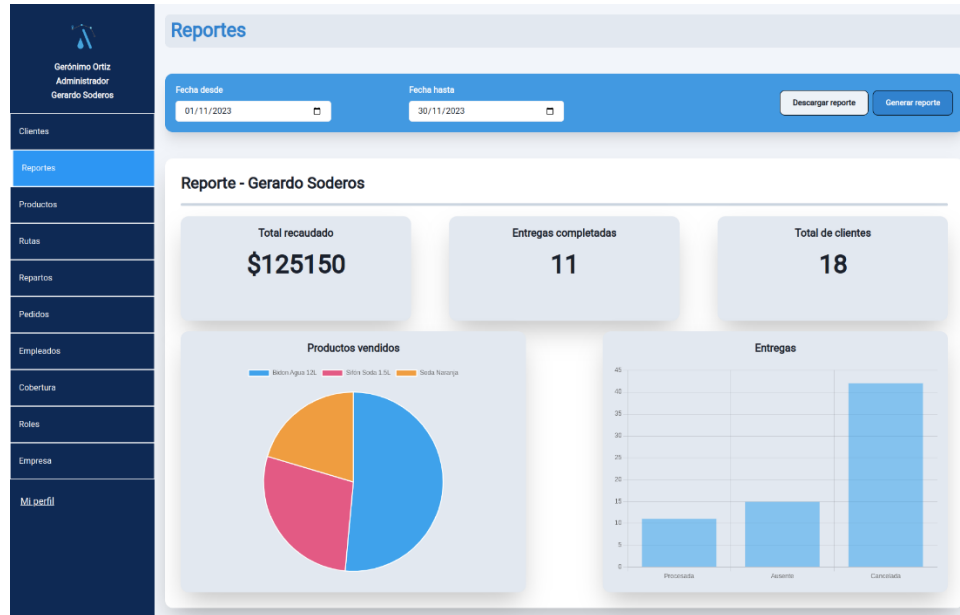 Gerónimo Ortiz
Administrador
Gerardo Soderos
Clientes
Reportes
Productos
Rutas
Repartos
Pedidos
Empleados
Cobertura
Roles
Empresa
Mi perfil
Reportes
Fecha desde
Fecha hasta
01/11/2023
30/11/2023
Descargar reporte
Generar reporte
Reporte - Gerardo Soderos
Total recaudado
$125150
Entregas completadas
11
Total de clientes
18
Productos vendidos
Bidon Agua 12L
Sifón Soda 1.5L
Soda Naranja
Entregas
45
40
35
30
25
20
15
10
5
0
Procesada
Ausente
Cancelada